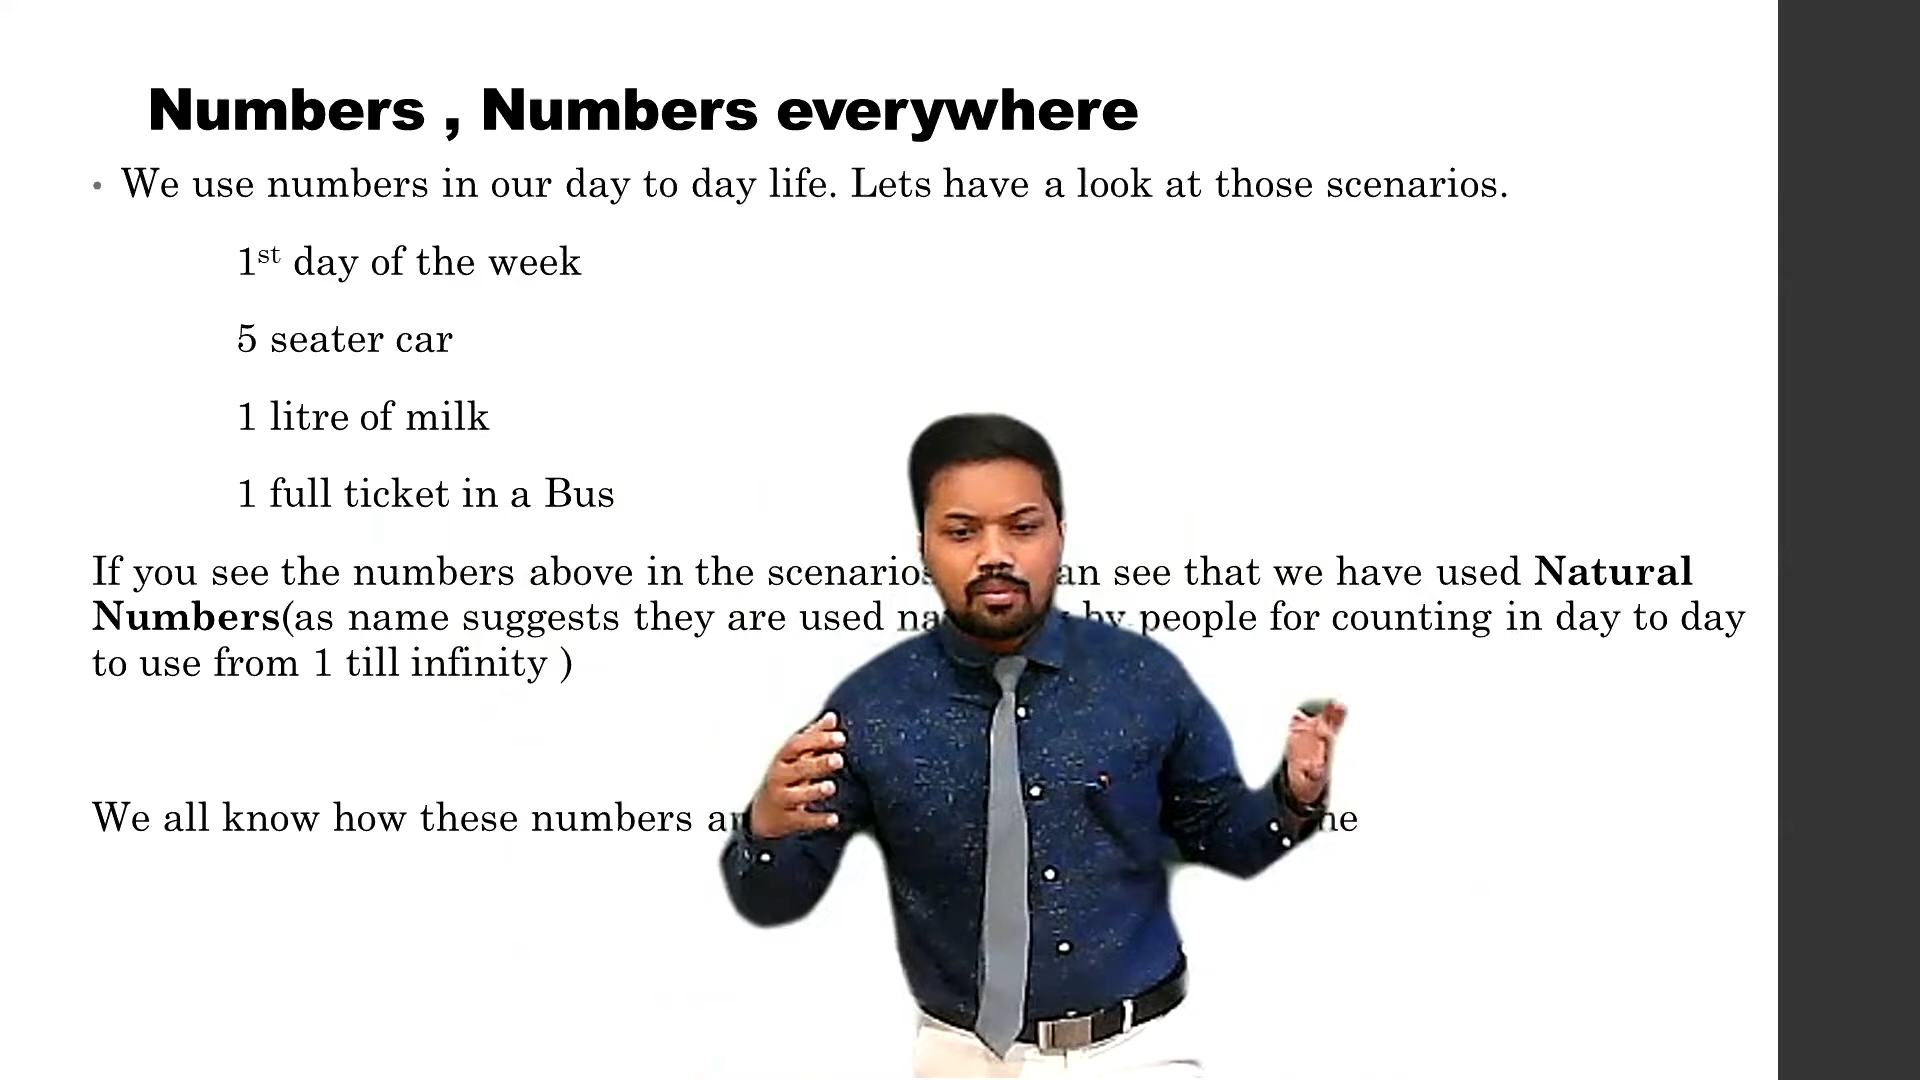 Numbers , Numbers everywhere
• We use numbers in our day to day life. Lets have a look at those scenarios.
1st day of the week
5 seater car
1 litre of milk
1 full ticket in a Bus
If you see the numbers above in the see that we have used Natural
Numbers(as name suggests they are used by people for counting in day to day
to use from 1 till infinity )
We all know how these numbers